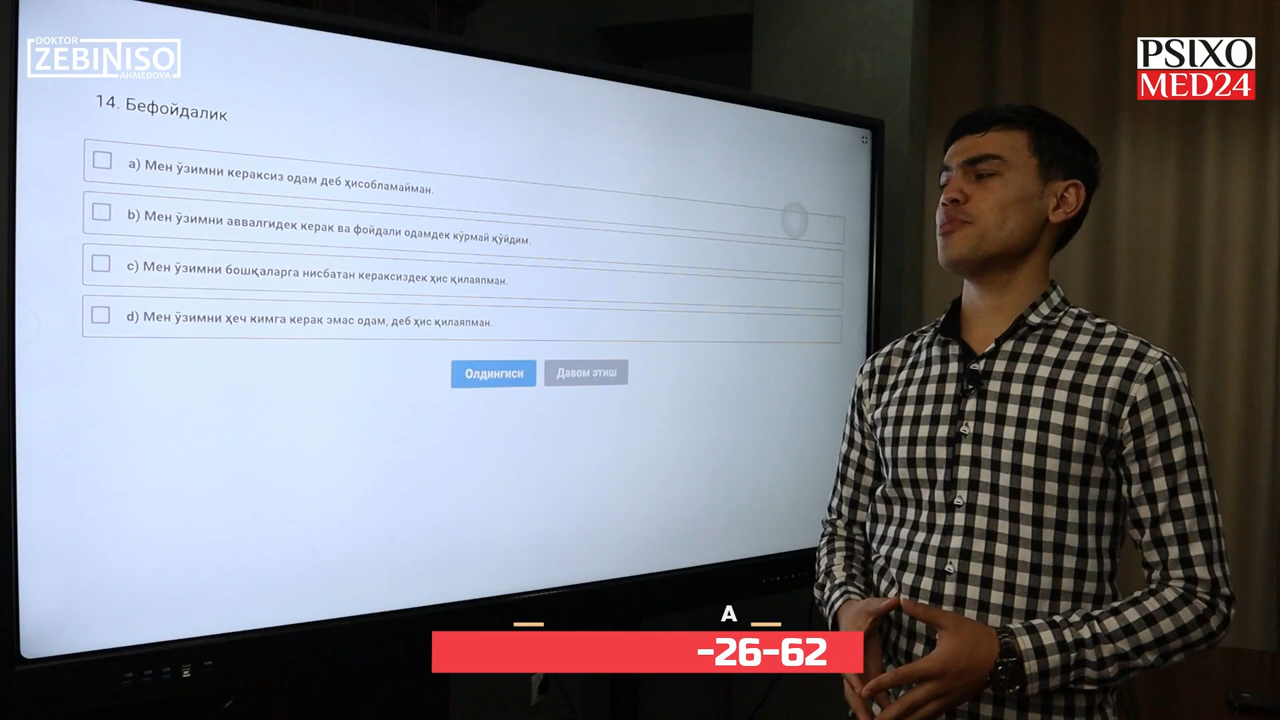 DOKTOR
ZEBINISO
AHMEDOVA
PSIXO
MED24
14. Бефойдалик
a) Мен ўзимни кераксиз одам деб ҳисобламайман.
b) Мен ўзимни аввалгидек керак ва фойдали одамдек кўрмай қўйдим.
c) Мен ўзимни бошқаларга нисбатан кераксиздек ҳис қилаяпман.
d) Мен ўзимни ҳеч кимга керак эмас одам, деб ҳис қилаяпман.
Олдингиси Давом этиш
A
-26-62